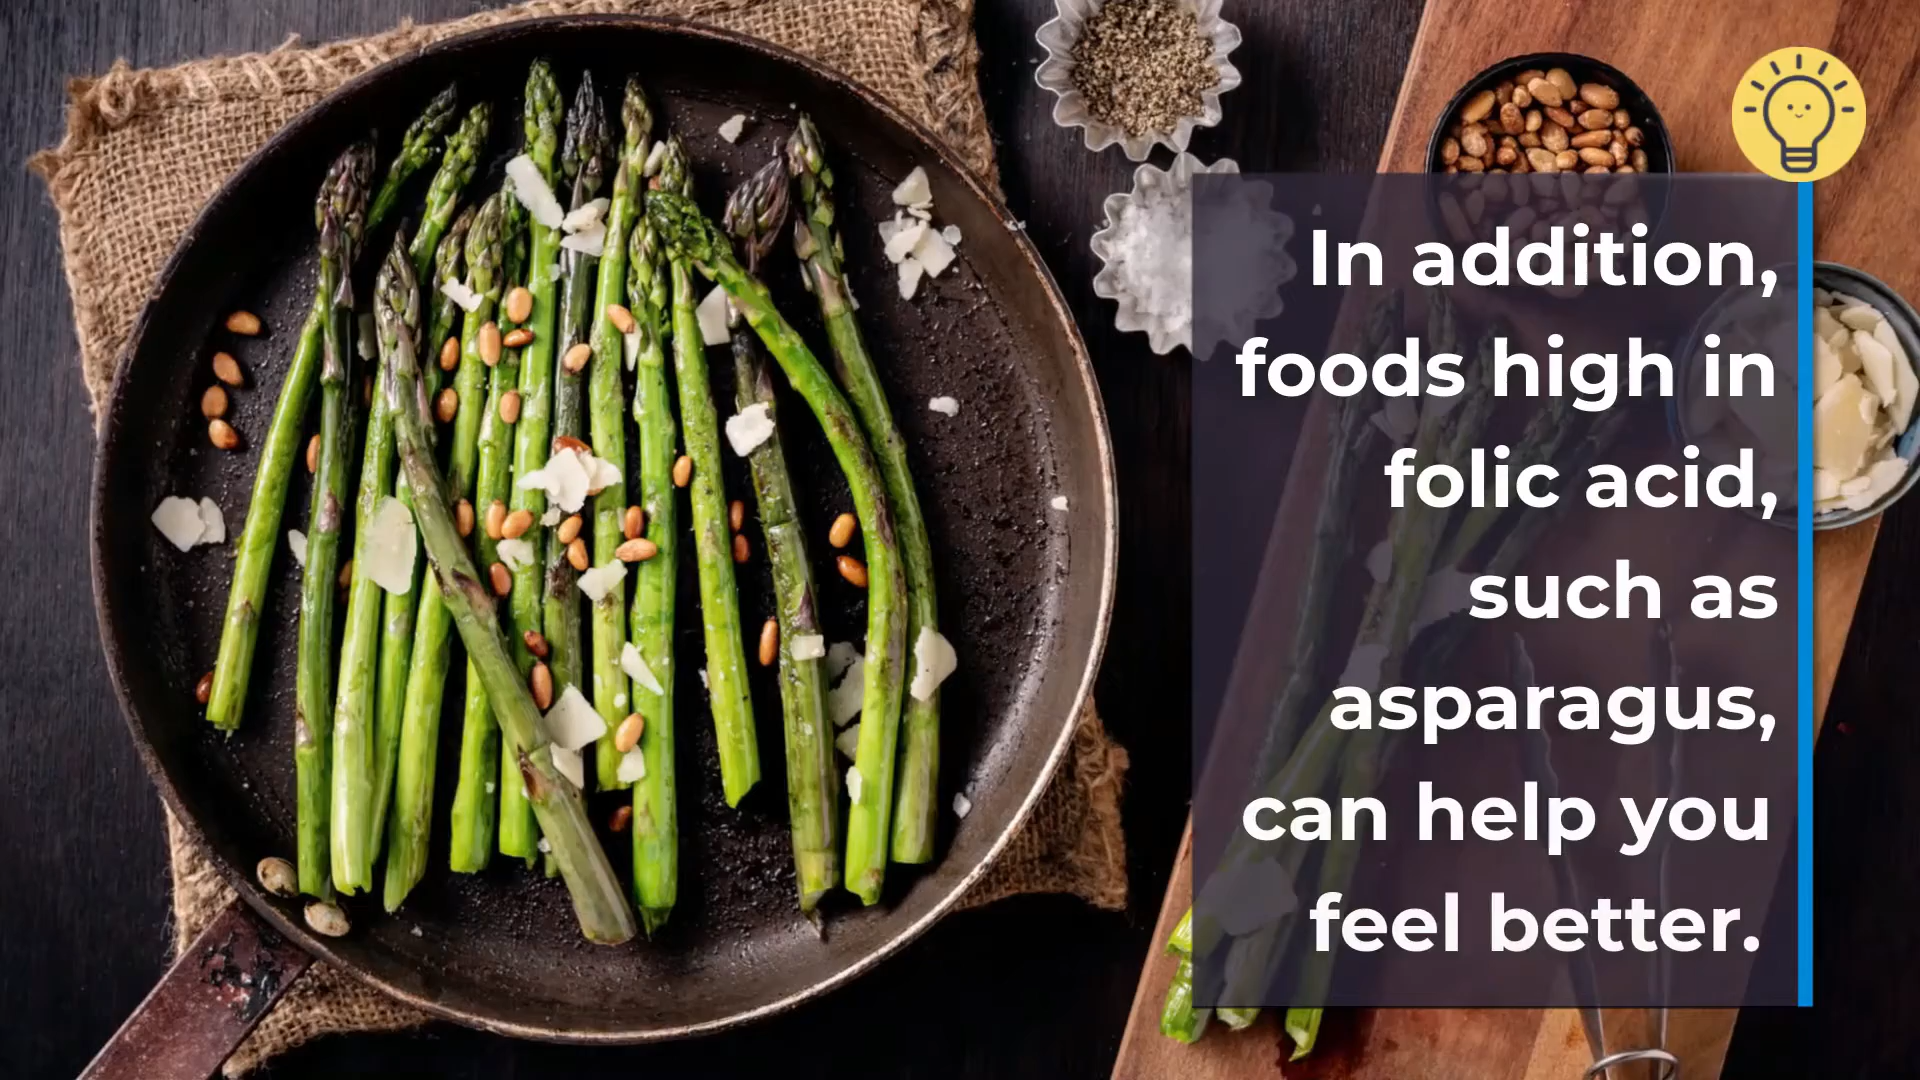 In addition,
foods high in
folic acid,
such as
asparagus,
can help you
feel better.